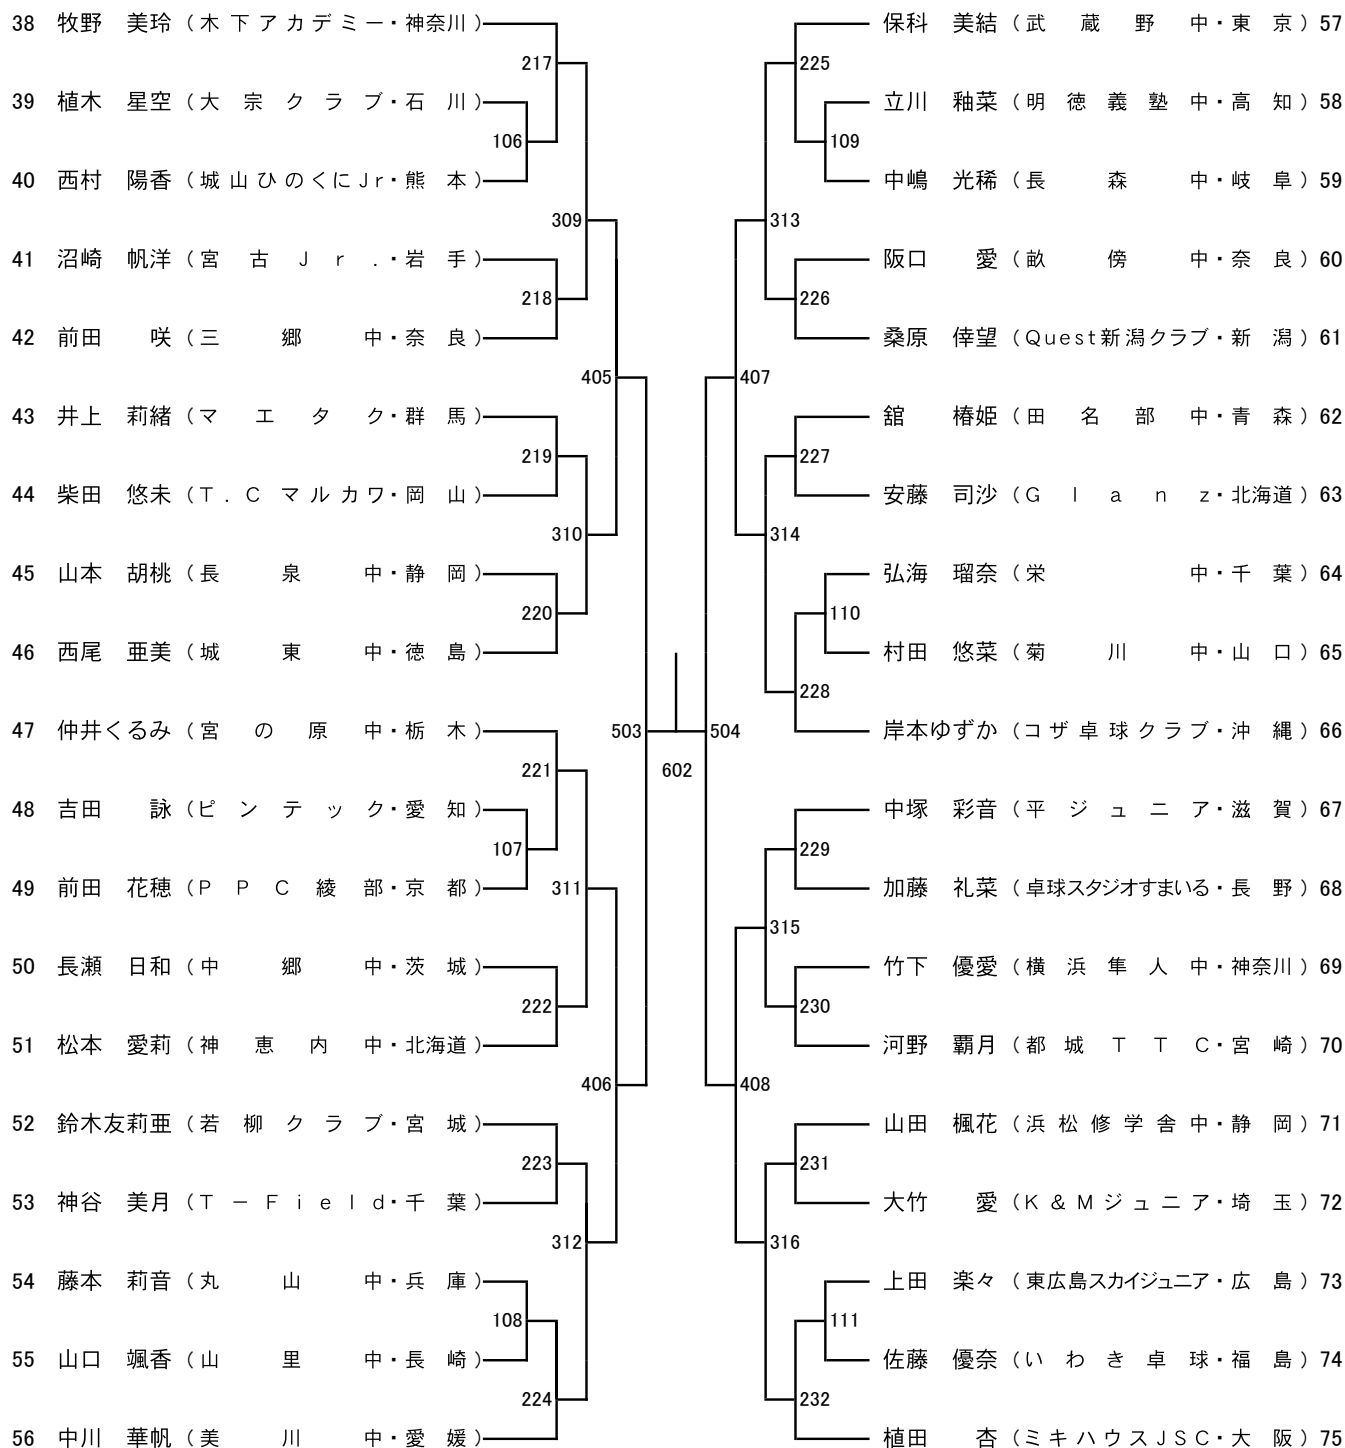 38 牧野 美玲 (木下アカデミー・神奈川)
217
39 植木 星空 (大宗クラブ・石川)
106
40 西村 陽香 (城山ひのくにJr・熊本)
309
41 沼崎 帆洋 (宮古Jr.・岩手)
218
42 前田 咲 (三郷中・奈良)
405
43 井上 莉緒 (マエタク・群馬)
219
44 柴田 悠未 (T.Cマルカワ・岡山)
310
45 山本 胡桃 (長泉中・静岡)
220
46 西尾 亜美 (城東中・徳島)
503
47 仲井くるみ (宮の原中・栃木)
221
48 吉田 詠 (ピンテック・愛知)
107
49 前田 花穂 (PPC綾部・京都)
311
50 長瀬 日和 (中郷中・茨城)
222
51 松本 愛莉 (神恵内中・北海道)
406
52 鈴木友莉亜 (若柳クラブ・宮城)
223
53 神谷 美月 (T−Field・千葉)
312
54 藤本 莉音 (丸山中・兵庫)
108
55 山口 颯香 (山里中・長崎)
224
56 中川 華帆 (美川中・愛媛)
602
保科 美結 (武蔵野中・東京) 57
225
立川 釉菜 (明徳義塾中・高知) 58
109
中嶋 光稀 (長森中・岐阜) 59
313
阪口 愛 (畝傍中・奈良) 60
226
桑原 倖望 (Quest新潟クラブ・新潟) 61
407
舘 椿姫 (田名部中・青森) 62
227
安藤 司沙 (Glanz・北海道) 63
314
弘海 瑠奈 (栄中・千葉) 64
110
村田 悠菜 (菊川中・山口) 65
228
岸本ゆずか (コザ卓球クラブ・沖縄) 66
504
中塚 彩音 (平ジュニア・滋賀) 67
229
加藤 礼菜 (卓球スタジオすまいる・長野) 68
315
竹下 優愛 (横浜隼人中・神奈川) 69
230
河野 覇月 (都城TTC・宮崎) 70
408
山田 楓花 (浜松修学舎中・静岡) 71
231
大竹 愛 (K&Mジュニア・埼玉) 72
316
上田 楽々 (東広島スカイジュニア・広島) 73
111
佐藤 優奈 (いわき卓球・福島) 74
232
植田 杏 (ミキハウスJSC・大阪) 75